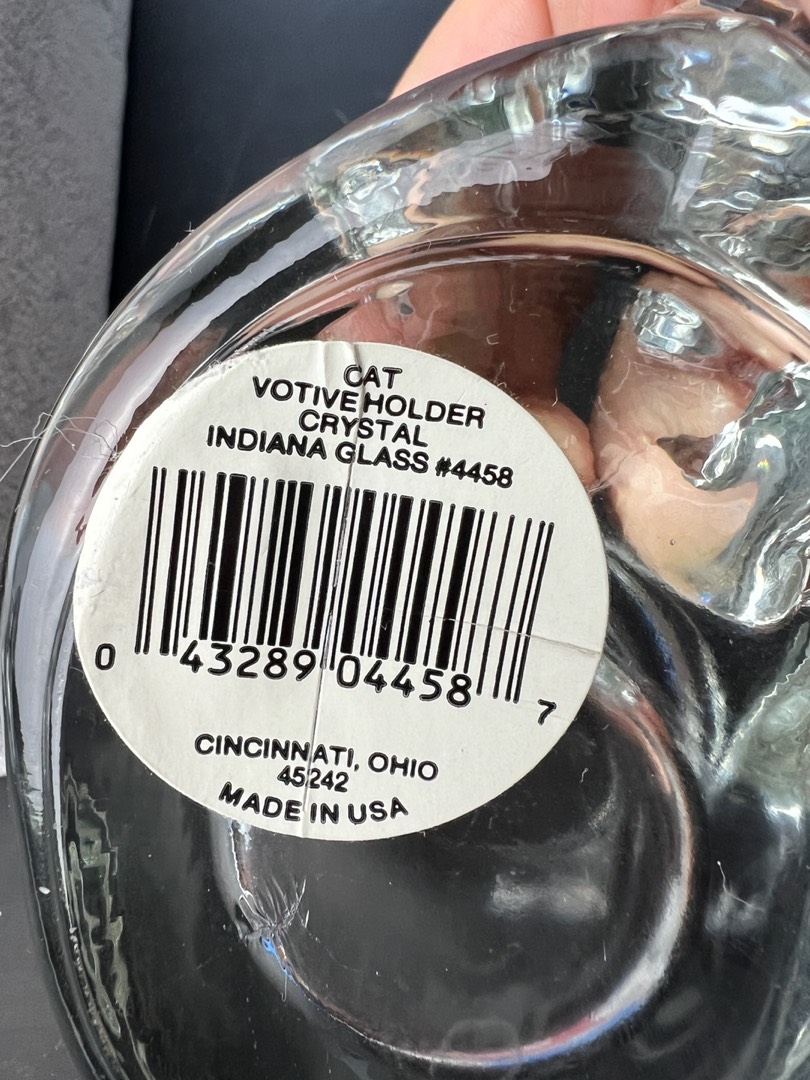 CAT
VOTIVE HOLDER
CRYSTAL
INDIANA GLASS #4458
0 43289 04458 7
CINCINNATI, OHIO
45242
MADE IN USA